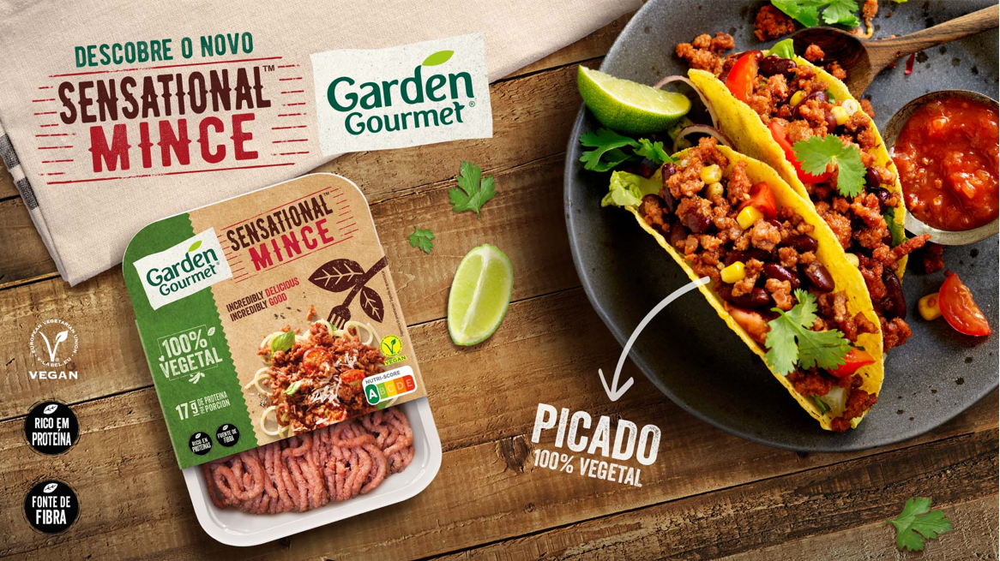 DESCOBRE O NOVO
SENSATIONAL™
MINCE
Garden
Gourmet®
Garden
Gourmet®
SENSATIONAL™
MINCE
INCREDIBLY DELICIOUS
INCREDIBLY GOOD
100%
VEGETAL
17g DE PROTEINA
POR PORCION
RICO EN
PROTEÍNAS
FUENTE DE
FIBRA
VEGAN
NUTRI-SCORE
A B C D E
EUROPEAN VEGETARIAN UNION
V-LABEL.EU
VEGAN
RICO EM
PROTEÍNA
FONTE DE
FIBRA
PICADO
100% VEGETAL